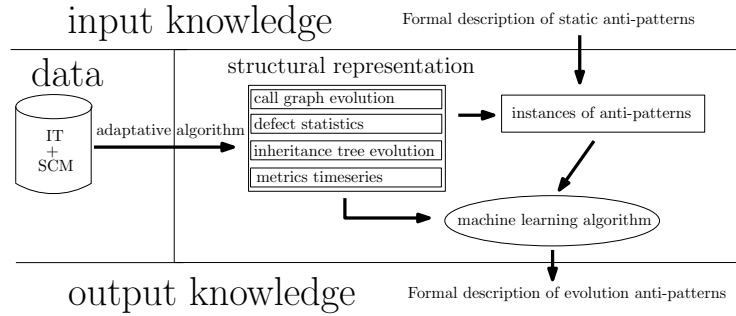 input knowledge
Formal description of static anti-patterns
data
structural representation
IT
+
SCM
adaptative algorithm
call graph evolution
defect statistics
inheritance tree evolution
metrics timeseries
instances of anti-patterns
machine learning algorithm
output knowledge
Formal description of evolution anti-patterns